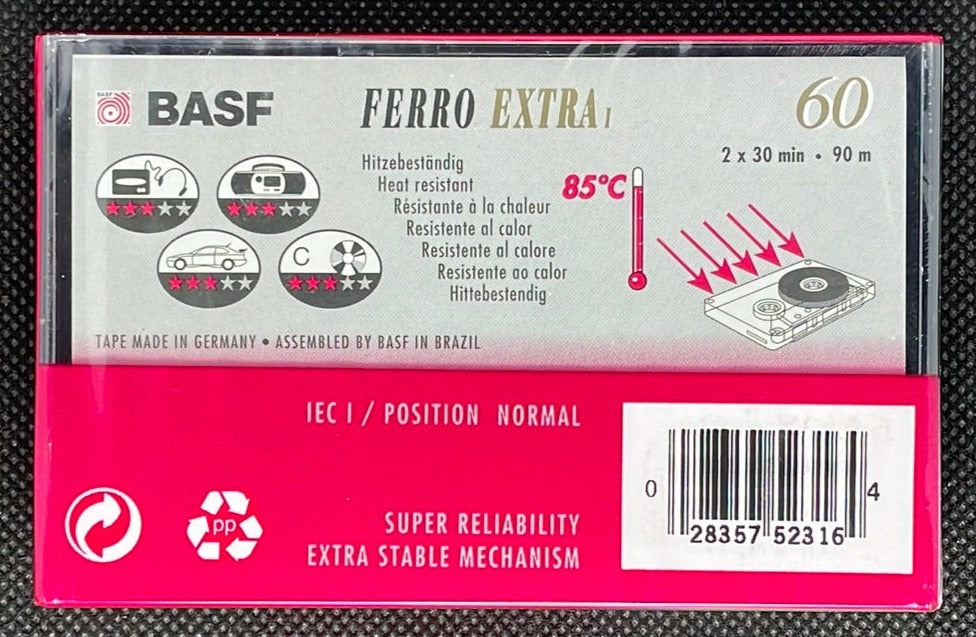 BASF FERRO EXTRA I 60
2 x 30 min • 90 m
Hitzebeständig
Heat resistant
Résistante à la chaleur
Resistente al calor
Resistente al calore
Resistente ao calor
Hittebestendig
85°C
C
TAPE MADE IN GERMANY • ASSEMBLED BY BASF IN BRAZIL
IEC I / POSITION NORMAL
PP
SUPER RELIABILITY
EXTRA STABLE MECHANISM
0 28357 52316 4